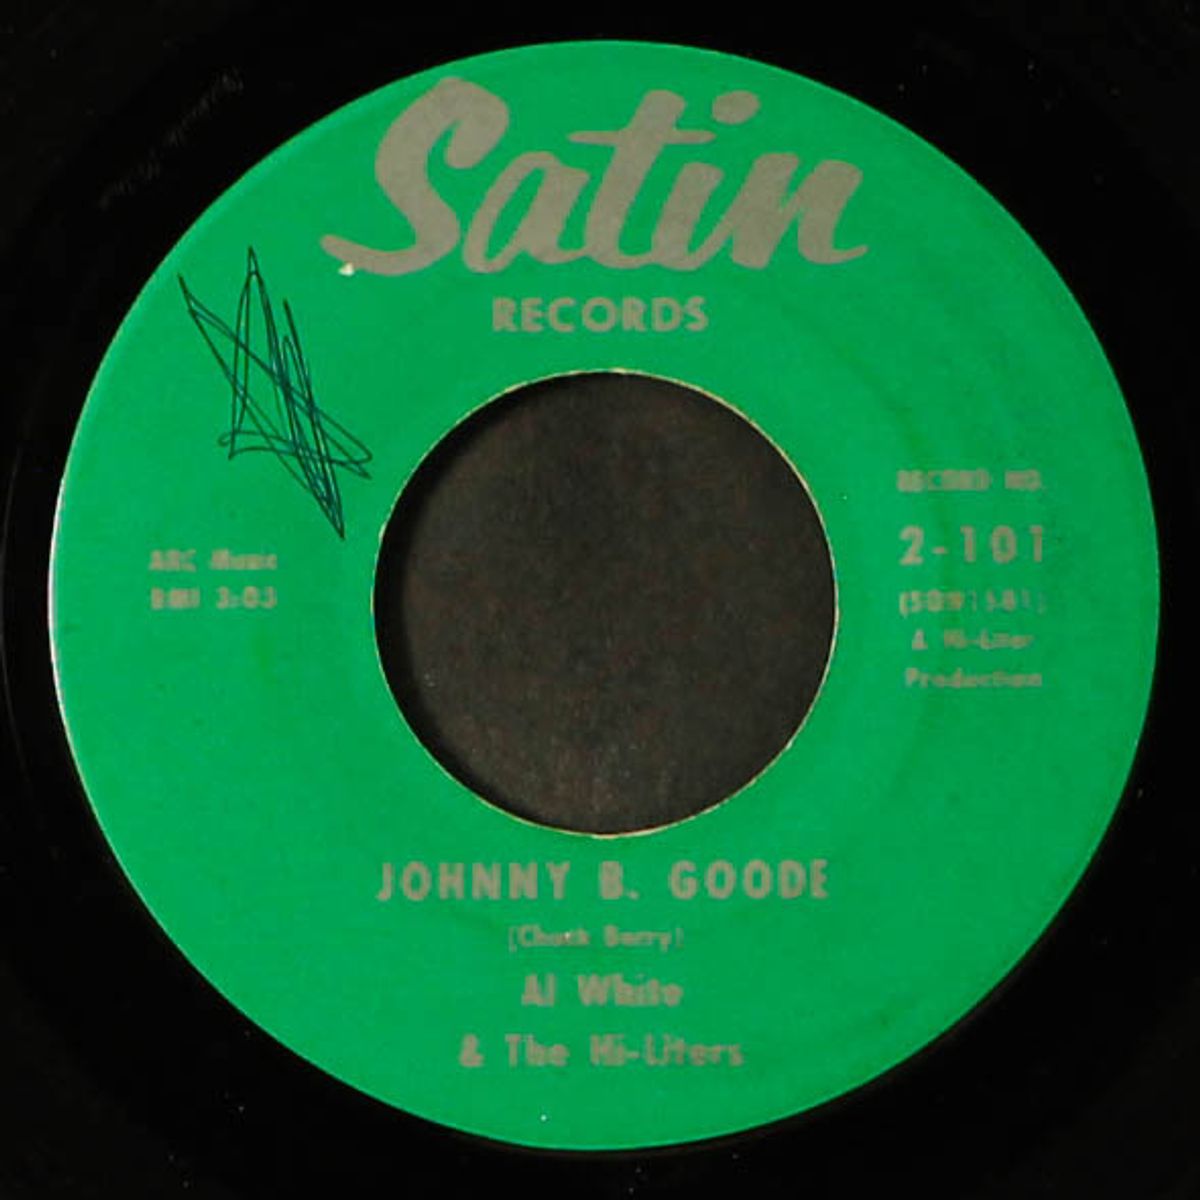 Satin
RECORDS
ARC Music
BMI 3:03
RECORD NO.
2-101
A Hi-Liter
Production
JOHNNY B. GOODE
(Chuck Berry)
Al White
& The Hi-Liters